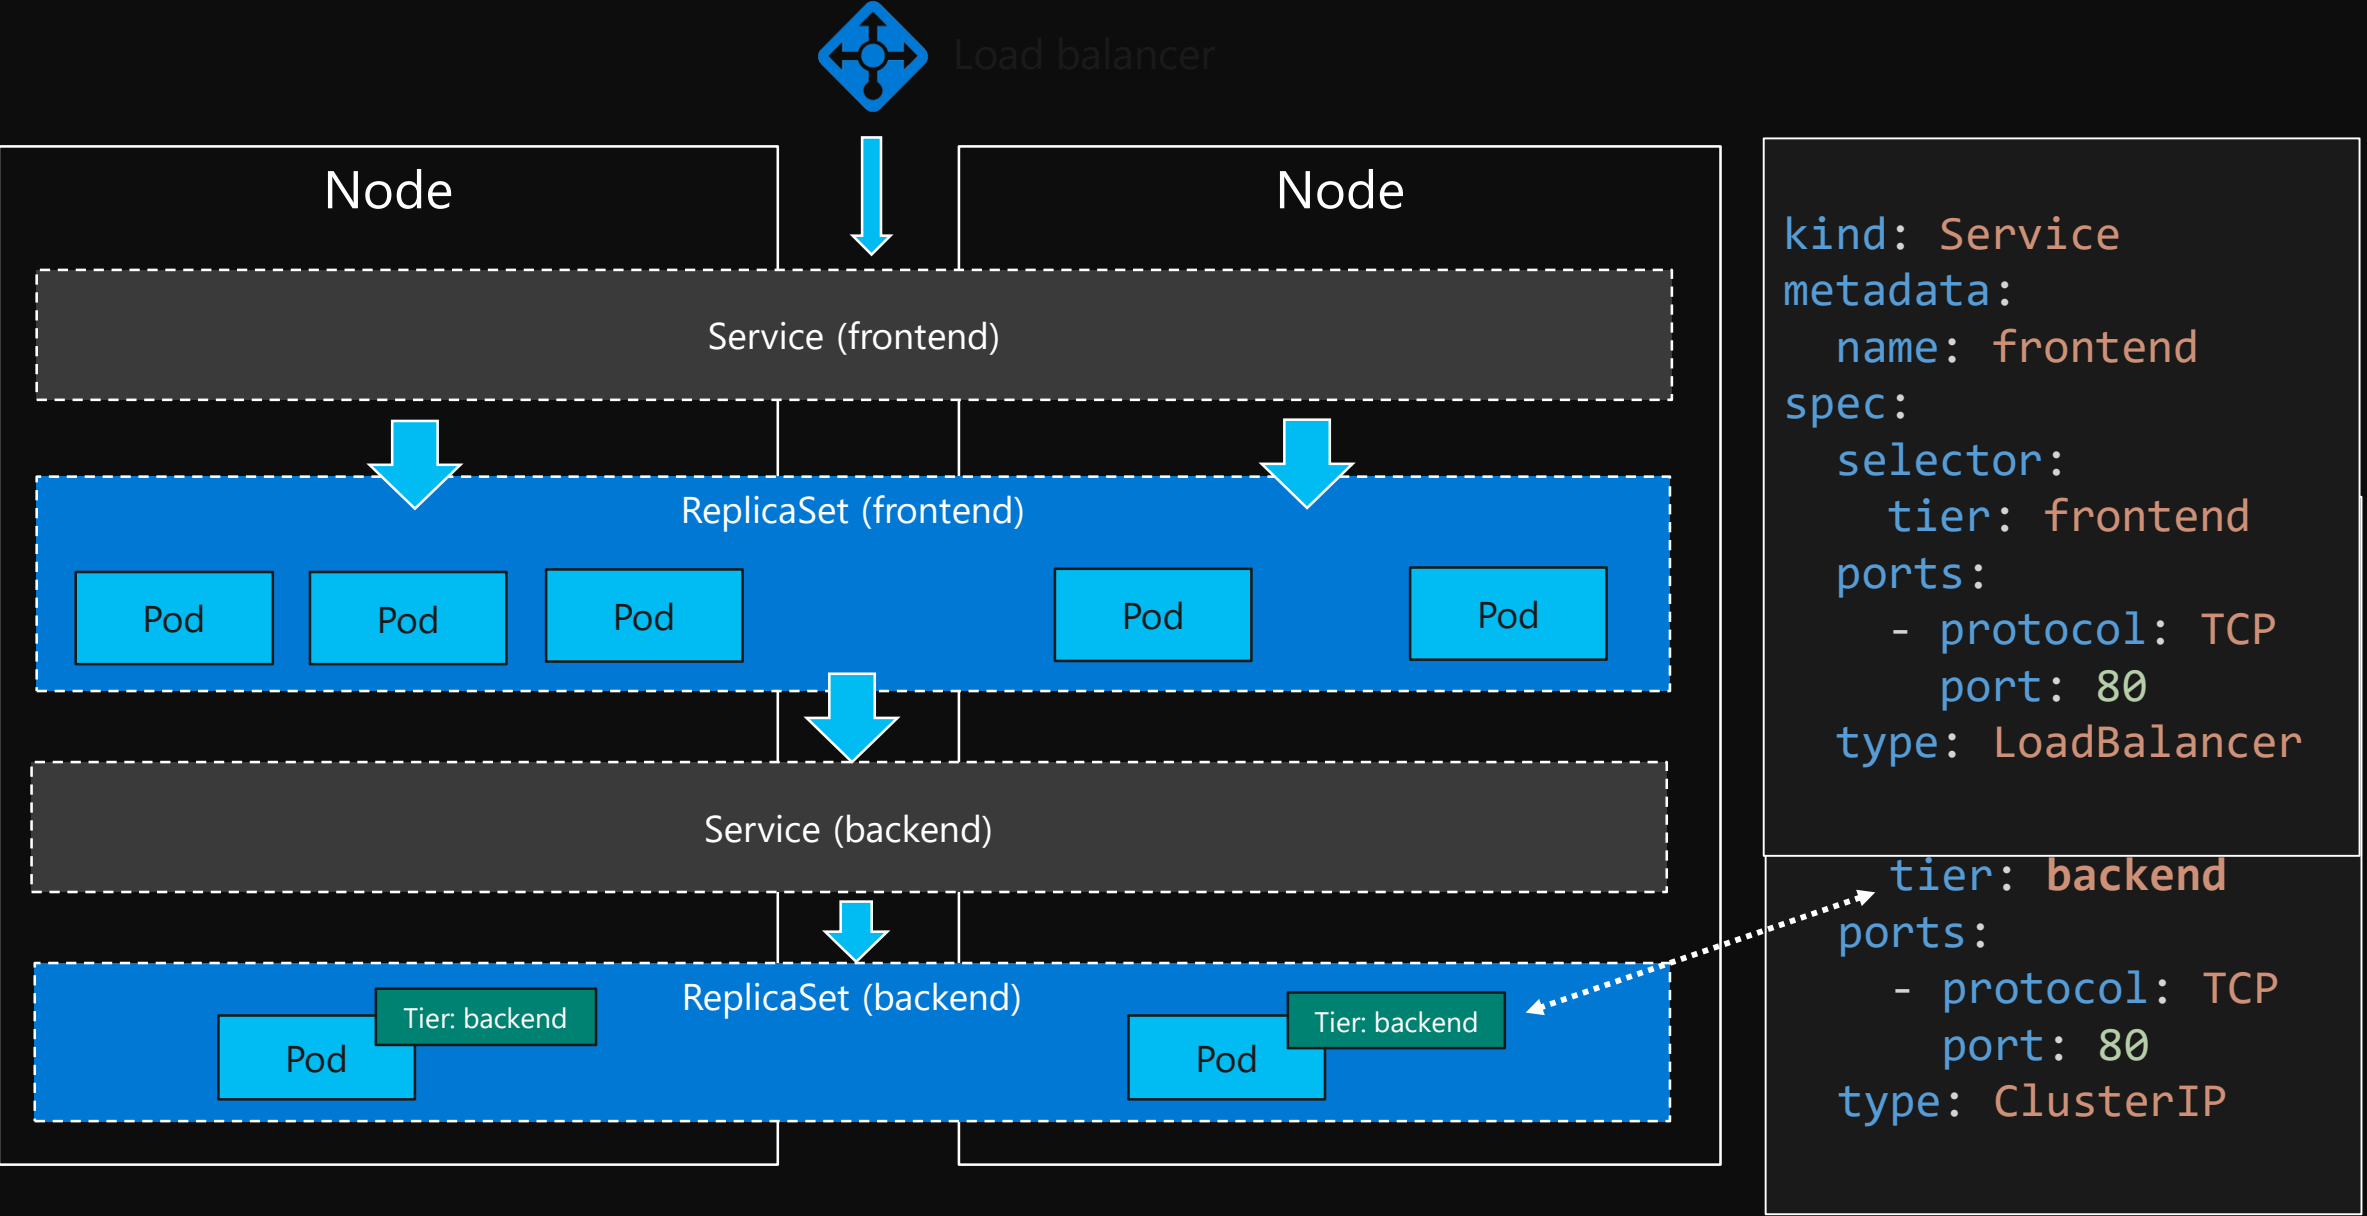 Load balancer
Node
Node
Service (frontend)
ReplicaSet (frontend)
Pod
Pod
Pod
Pod
Pod
Service (backend)
ReplicaSet (backend)
Tier: backend
Pod
Tier: backend
Pod
kind: Service
metadata:
  name: frontend
spec:
  selector:
    tier: frontend
  ports:
    - protocol: TCP
      port: 80
  type: LoadBalancer
    tier: backend
  ports:
    - protocol: TCP
      port: 80
  type: ClusterIP